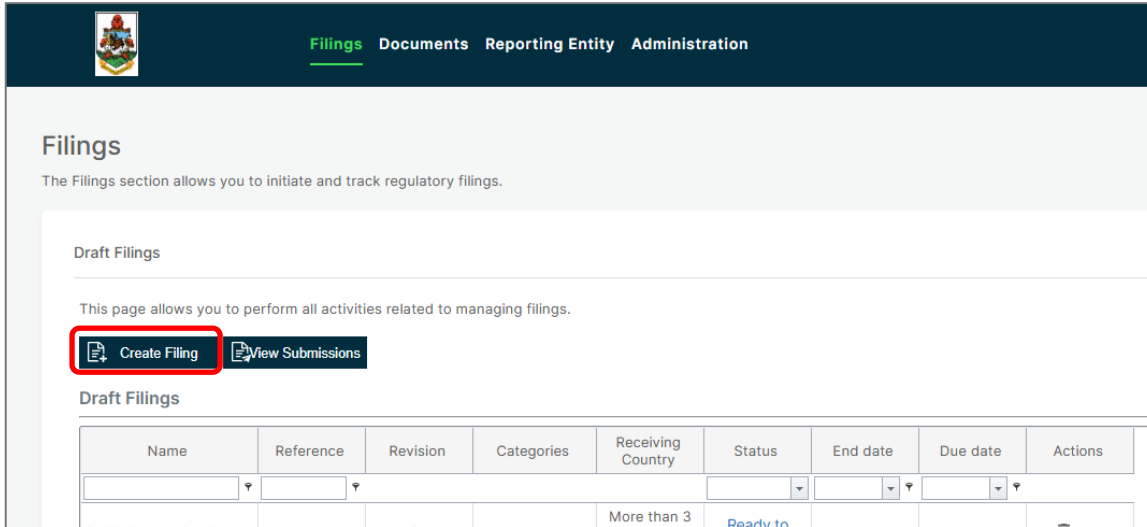 Filings Documents Reporting Entity Administration
Filings
The Filings section allows you to initiate and track regulatory filings.
Draft Filings
This page allows you to perform all activities related to managing filings.
Create Filing View Submissions
Draft Filings
Name Reference Revision Categories Receiving Country Status End date Due date Actions
More than 3 Ready to